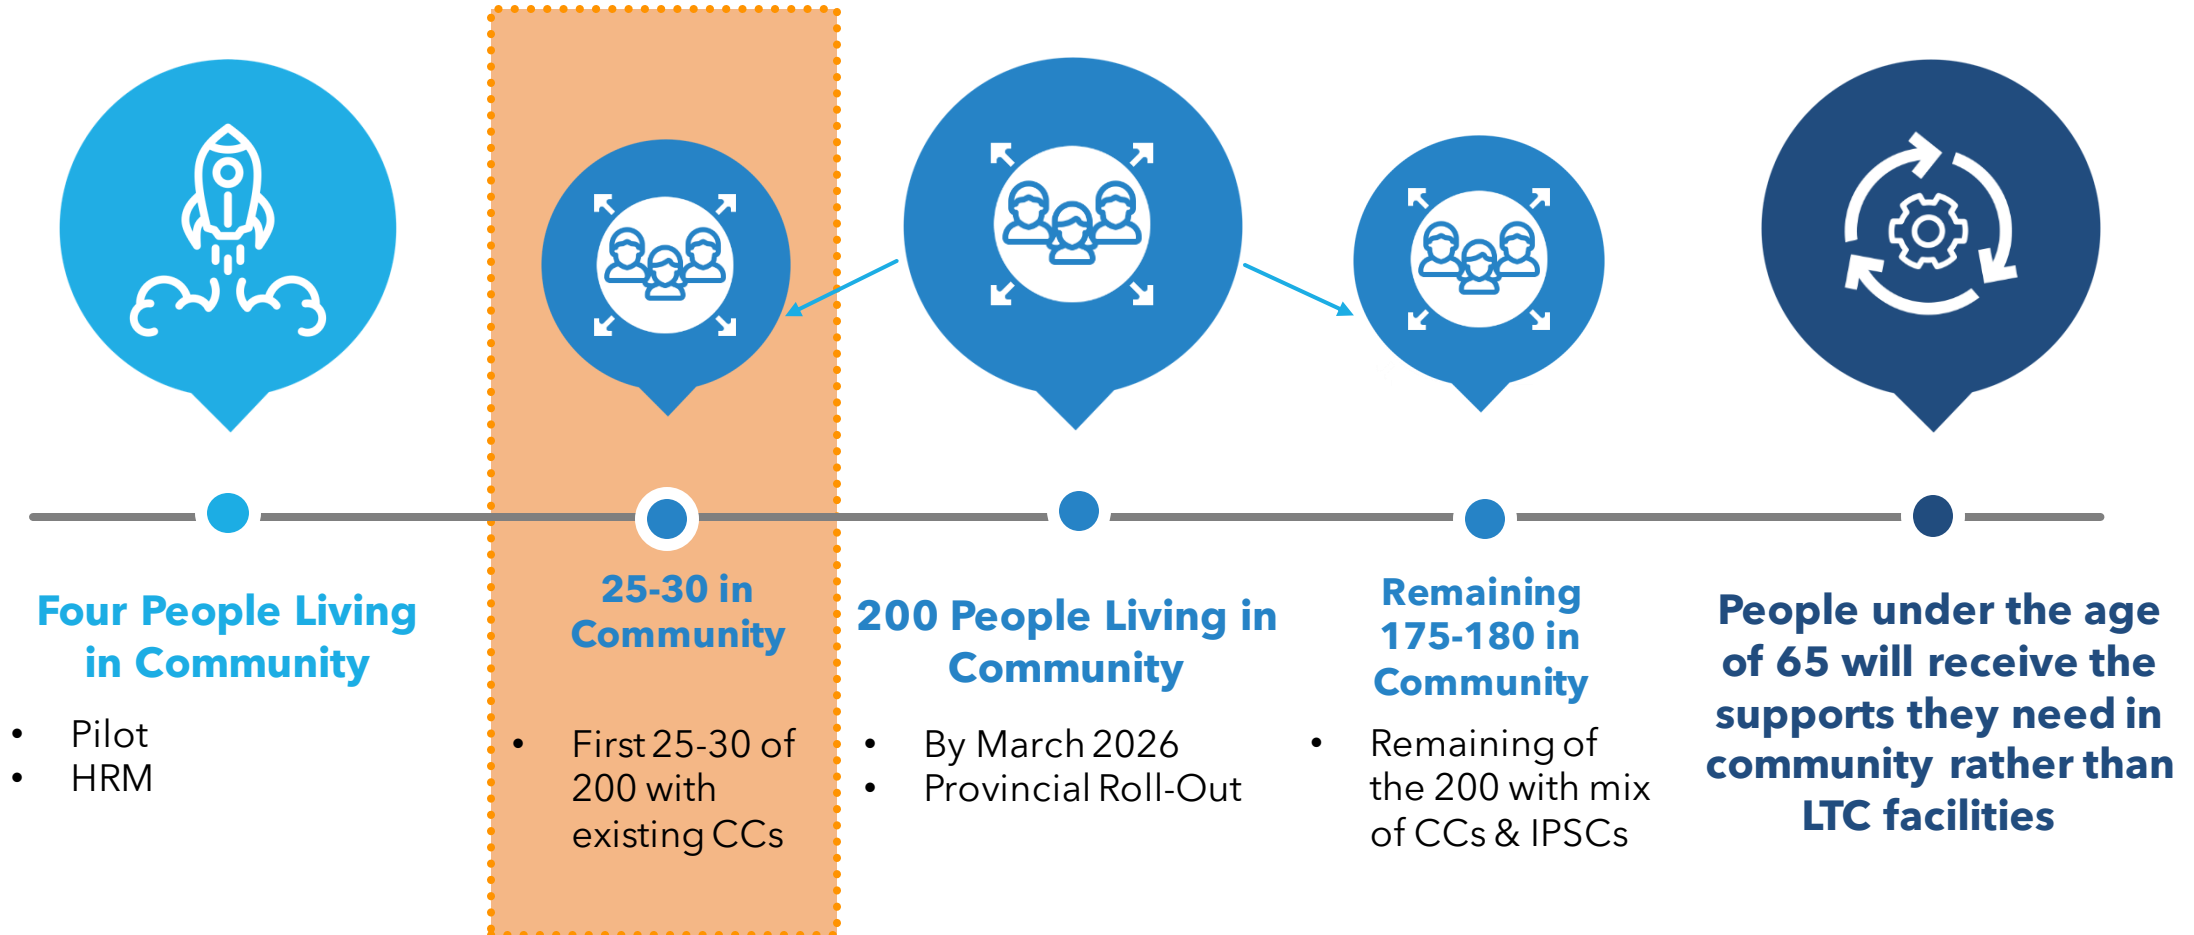 Four People Living
in Community
• Pilot
• HRM
25-30 in
Community
• First 25-30 of
200 with
existing CCs
200 People Living in
Community
• By March 2026
• Provincial Roll-Out
Remaining
175-180 in
Community
• Remaining of
the 200 with mix
of CCs & IPSCs
People under the age
of 65 will receive the
supports they need in
community rather than
LTC facilities